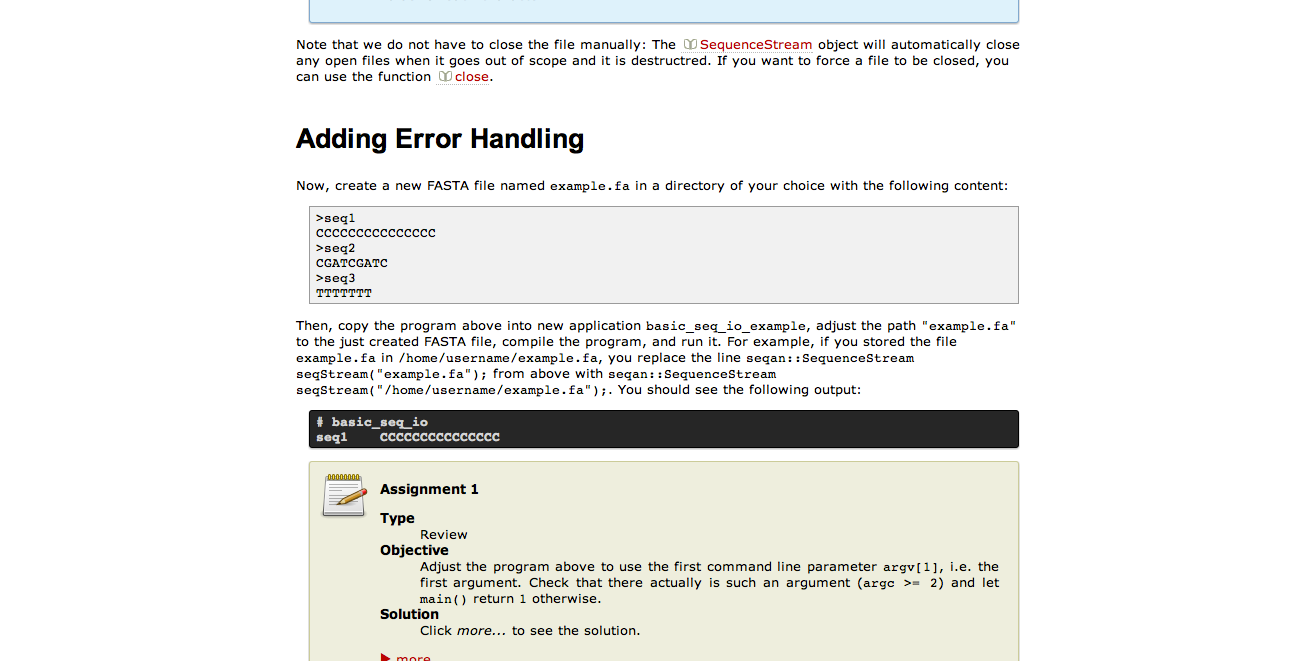 Note that we do not have to close the file manually: The SequenceStream object will automatically close
any open files when it goes out of scope and it is destructred. If you want to force a file to be closed, you
can use the function close.
Adding Error Handling
Now, create a new FASTA file named example.fa in a directory of your choice with the following content:
>seq1
CCCCCCCCCCCCCCC
>seq2
CGATCGATC
>seq3
TTTTTTT
Then, copy the program above into new application basic_seq_io_example, adjust the path "example.fa"
to the just created FASTA file, compile the program, and run it. For example, if you stored the file
example.fa in /home/username/example.fa, you replace the line seqan::SequenceStream
seqStream("example.fa"); from above with seqan::SequenceStream
seqStream("/home/username/example.fa");. You should see the following output:
# basic_seq_io
seq1    CCCCCCCCCCCCCCC
Assignment 1
Type
Review
Objective
Adjust the program above to use the first command line parameter argv[1], i.e. the
first argument. Check that there actually is such an argument (argc >= 2) and let
main() return 1 otherwise.
Solution
Click more... to see the solution.
more